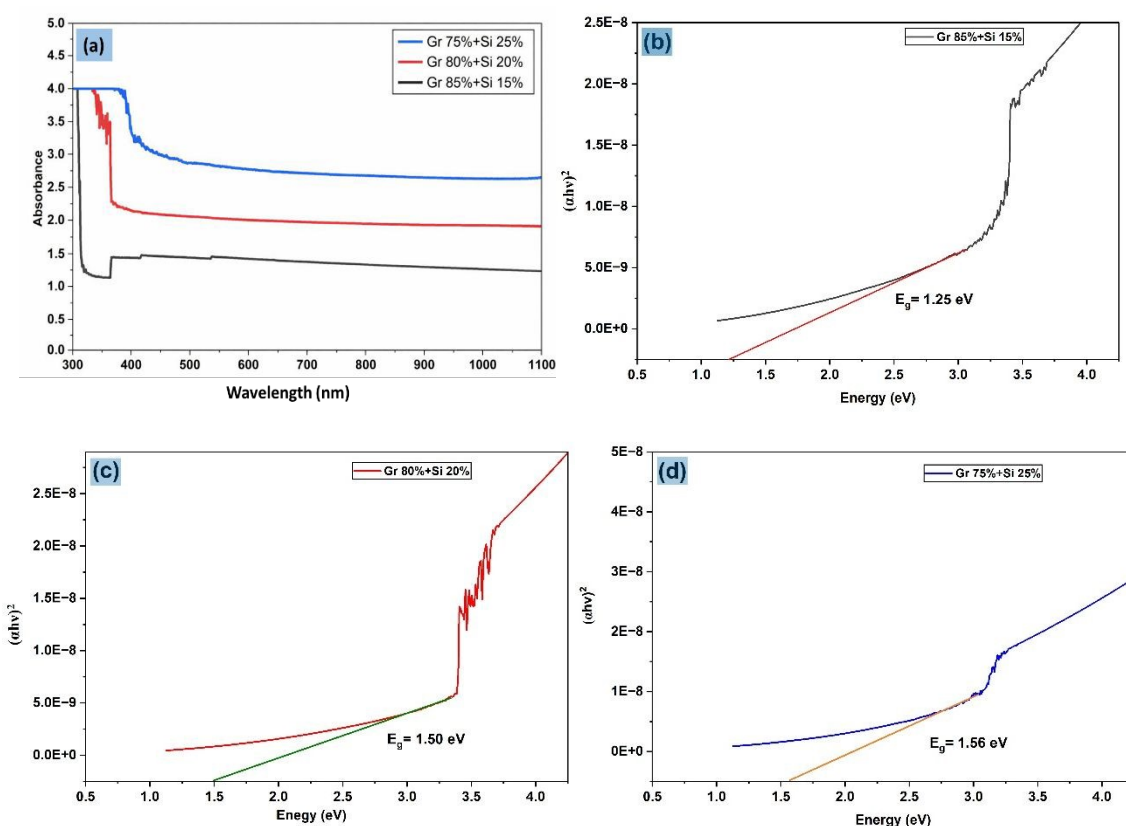 (a)
Gr 75%+Si 25%
Gr 80%+Si 20%
Gr 85%+Si 15%
5.0
4.5
4.0
3.5
3.0
2.5
2.0
1.5
1.0
0.5
0.0
Absorbance
300 400 500 600 700 800 900 1000 1100
Wavelength (nm)
(b)
Gr 85%+Si 15%
2.5E−8
2.0E−8
1.5E−8
1.0E−8
5.0E−9
0.0E+0
(αhν)²
E_g= 1.25 eV
0.5 1.0 1.5 2.0 2.5 3.0 3.5 4.0
Energy (eV)
(c)
Gr 80%+Si 20%
2.5E−8
2.0E−8
1.5E−8
1.0E−8
5.0E−9
0.0E+0
(αhν)²
E_g= 1.50 eV
0.5 1.0 1.5 2.0 2.5 3.0 3.5 4.0
Enegy (eV)
(d)
Gr 75%+Si 25%
5E−8
4E−8
3E−8
2E−8
1E−8
0E+0
(αhν)²
E_g= 1.56 eV
0.5 1.0 1.5 2.0 2.5 3.0 3.5 4.0
Energy (eV)